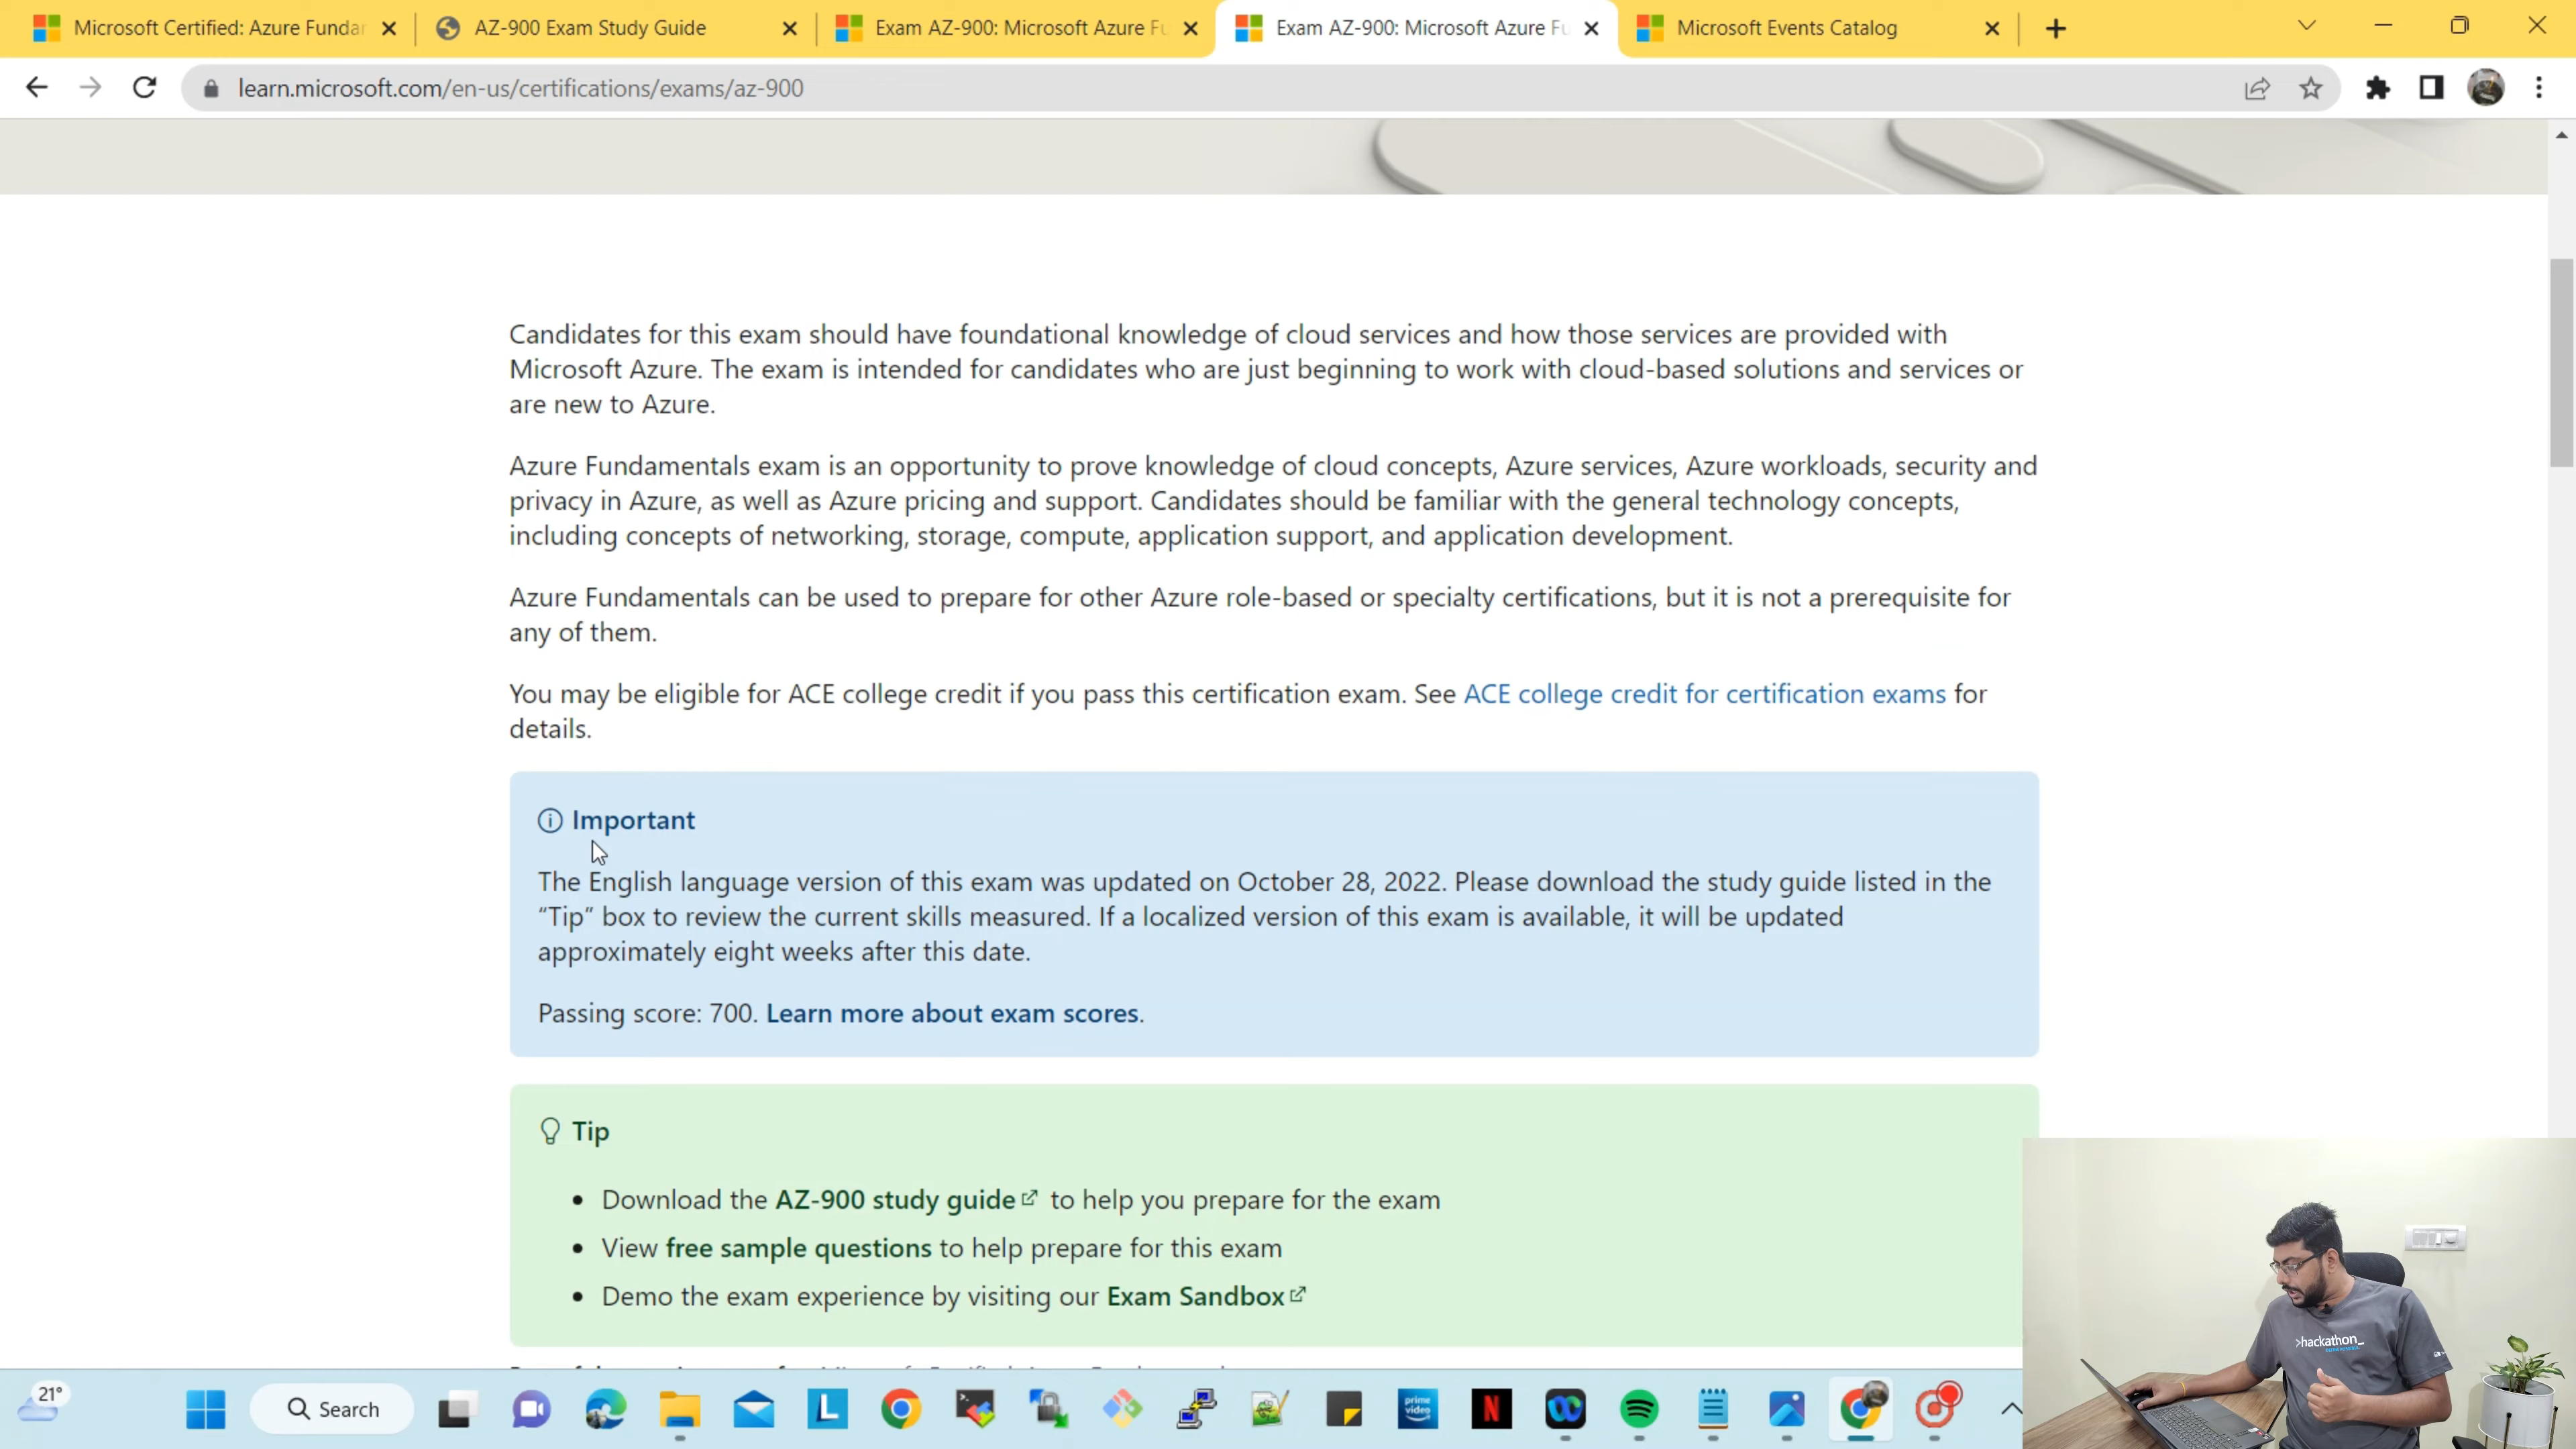 Microsoft Certified: Azure Fundar
AZ-900 Exam Study Guide
Exam AZ-900: Microsoft Azure Fu
Exam AZ-900: Microsoft Azure Fu
Microsoft Events Catalog
learn.microsoft.com/en-us/certifications/exams/az-900
Candidates for this exam should have foundational knowledge of cloud services and how those services are provided with
Microsoft Azure. The exam is intended for candidates who are just beginning to work with cloud-based solutions and services or
are new to Azure.
Azure Fundamentals exam is an opportunity to prove knowledge of cloud concepts, Azure services, Azure workloads, security and
privacy in Azure, as well as Azure pricing and support. Candidates should be familiar with the general technology concepts,
including concepts of networking, storage, compute, application support, and application development.
Azure Fundamentals can be used to prepare for other Azure role-based or specialty certifications, but it is not a prerequisite for
any of them.
You may be eligible for ACE college credit if you pass this certification exam. See ACE college credit for certification exams for
details.
Important
The English language version of this exam was updated on October 28, 2022. Please download the study guide listed in the
“Tip” box to review the current skills measured. If a localized version of this exam is available, it will be updated
approximately eight weeks after this date.
Passing score: 700. Learn more about exam scores.
Tip
• Download the AZ-900 study guide to help you prepare for the exam
• View free sample questions to help prepare for this exam
• Demo the exam experience by visiting our Exam Sandbox
>hackathon_
21°
Search
L
prime video
N